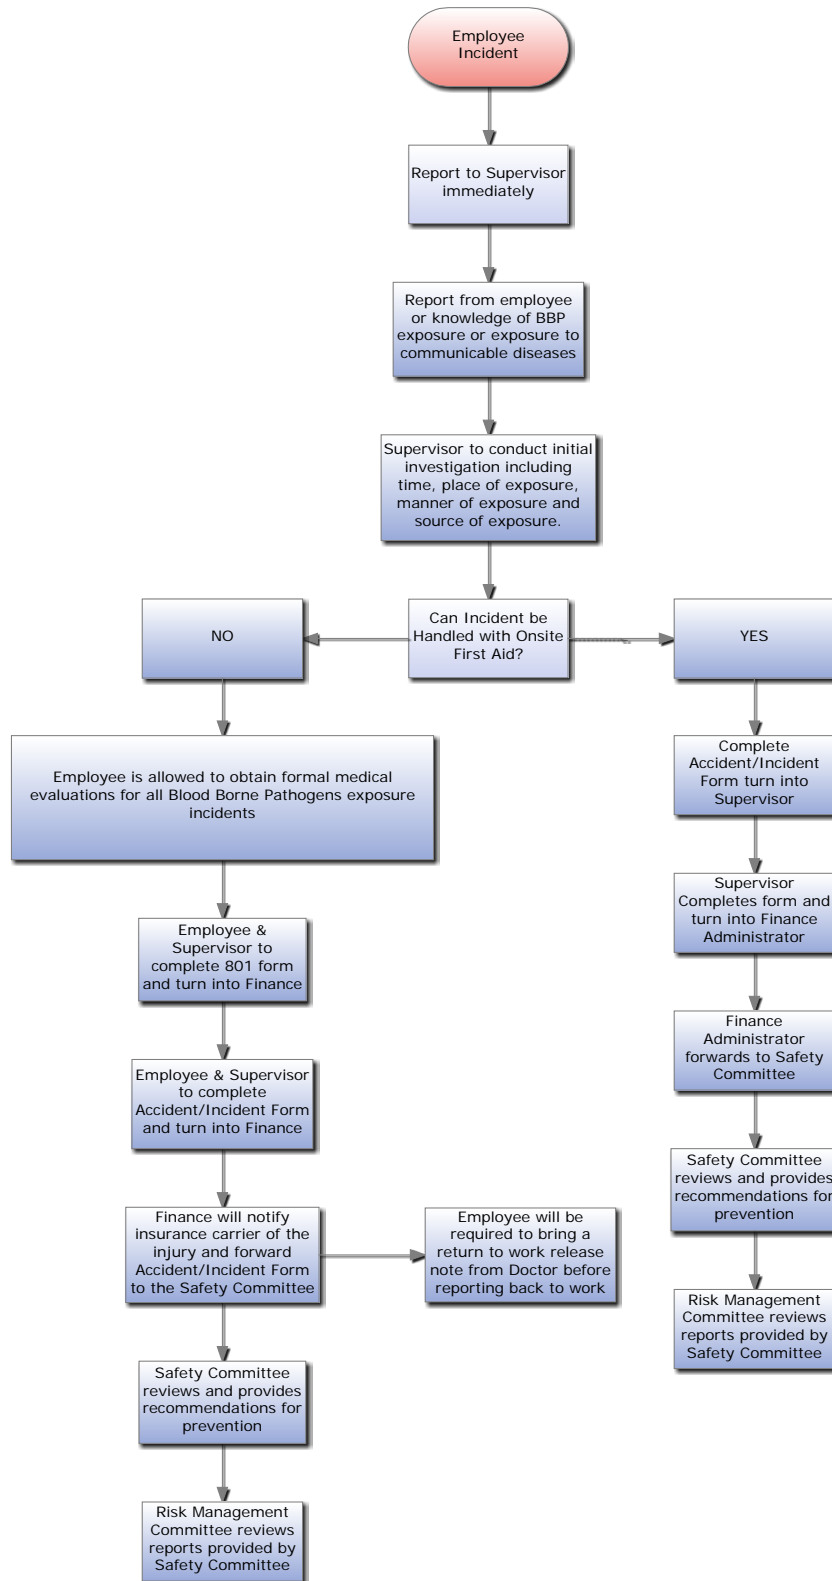 Employee
Incident
Report to Supervisor
immediately
Report from employee
or knowledge of BBP
exposure or exposure to
communicable diseases
Supervisor to conduct initial
investigation including
time, place of exposure,
manner of exposure and
source of exposure.
Can Incident be
Handled with Onsite
First Aid?
NO
YES
Employee is allowed to obtain formal medical
evaluations for all Blood Borne Pathogens exposure
incidents
Employee &
Supervisor to
complete 801 form
and turn into Finance
Employee & Supervisor
to complete
Accident/Incident Form
and turn into Finance
Finance will notify
insurance carrier of the
injury and forward
Accident/Incident Form
to the Safety Committee
Employee will be
required to bring a
return to work release
note from Doctor before
reporting back to work
Safety Committee
reviews and provides
recommendations for
prevention
Risk Management
Committee reviews
reports provided by
Safety Committee
Complete
Accident/Incident
Form turn into
Supervisor
Supervisor
Completes form and
turn into Finance
Administrator
Finance
Administrator
forwards to Safety
Committee
Safety Committee
reviews and provides
recommendations for
prevention
Risk Management
Committee reviews
reports provided by
Safety Committee